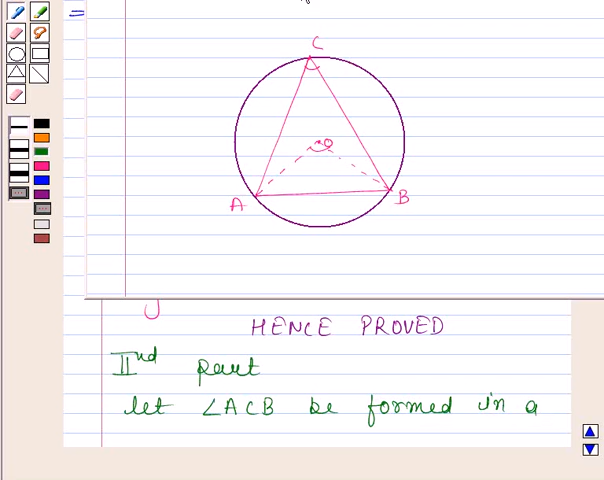 C
O
A B
HENCE PROVED
IInd part
let ∠ACB be formed in a